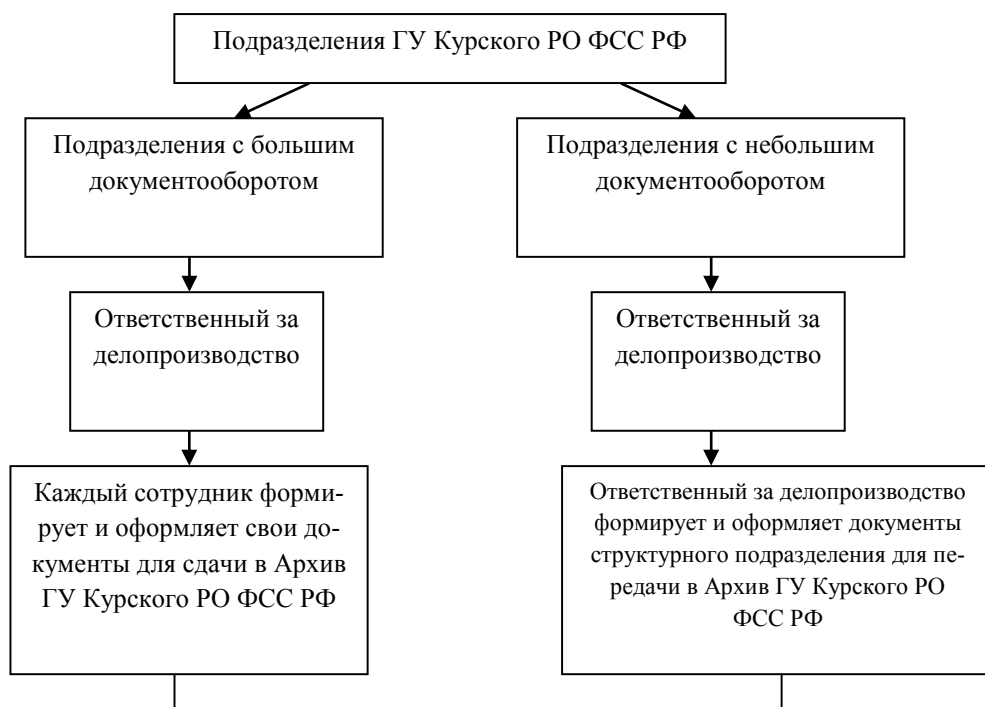 Подразделения ГУ Курского РО ФСС РФ
Подразделения с большим
документооборотом
Подразделения с небольшим
документооборотом
Ответственный за
делопроизводство
Ответственный за
делопроизводство
Каждый сотрудник форми-
рует и оформляет свои до-
кументы для сдачи в Архив
ГУ Курского РО ФСС РФ
Ответственный за делопроизводство
формирует и оформляет документы
структурного подразделения для пе-
редачи в Архив ГУ Курского РО
ФСС РФ